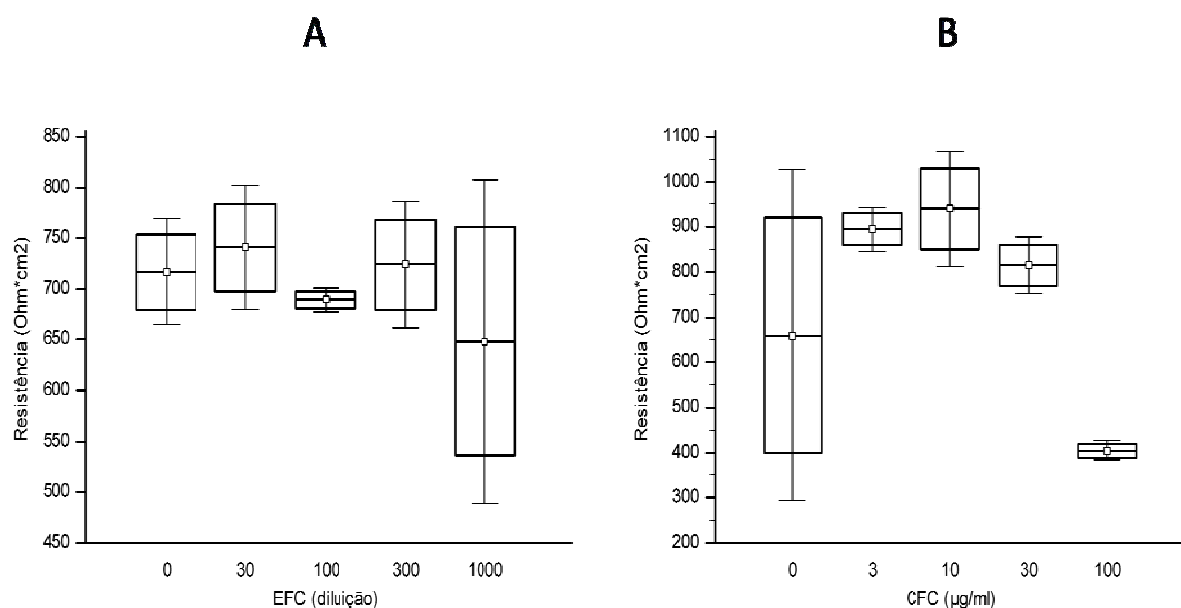 A
B
850
800
750
700
650
600
550
500
450
Resistência (Ohm*cm2)
0 30 100 300 1000
EFC (diluição)
1100
1000
900
800
700
600
500
400
300
200
Resistência (Ohm*cm2)
0 3 10 30 100
CFC (µg/ml)